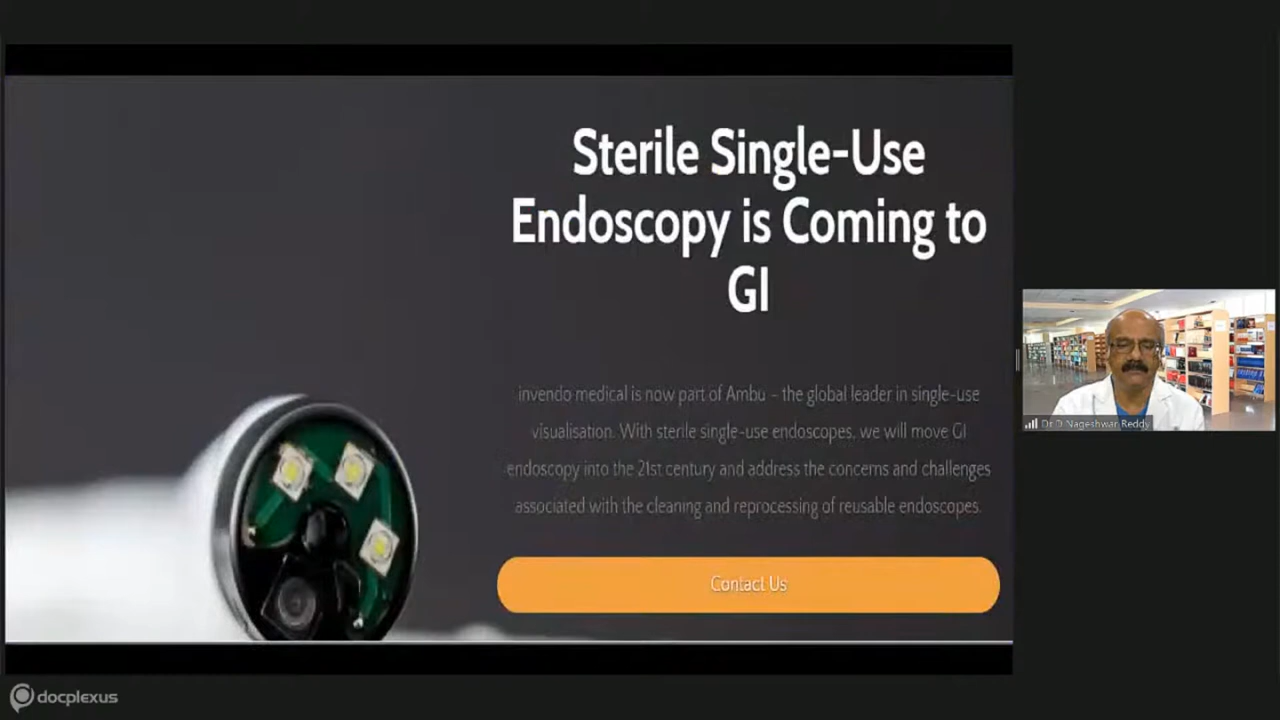 Sterile Single-Use
Endoscopy is Coming to
GI
invendo medical is now part of Ambu – the global leader in single-use
visualisation. With sterile single-use endoscopes, we will move GI
endoscopy into the 21st century and address the concerns and challenges
associated with the cleaning and reprocessing of reusable endoscopes.
Contact Us
Dr D Nageshwar Reddy
docplexus